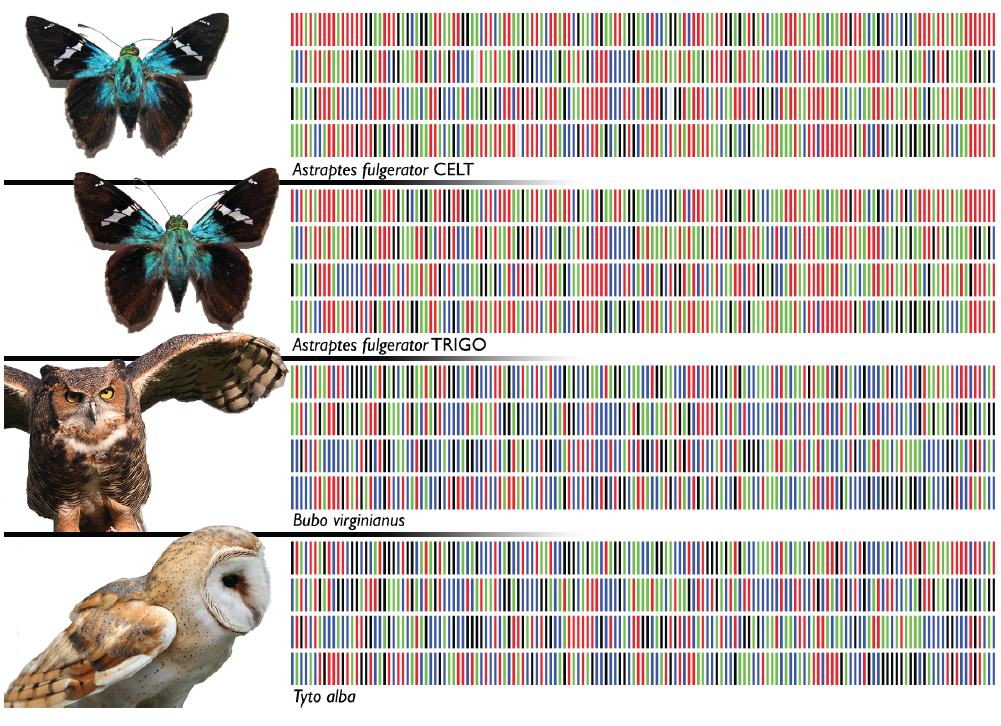 Astraptes fulgerator CELT
Astraptes fulgerator TRIGO
Bubo virginianus
Tyto alba